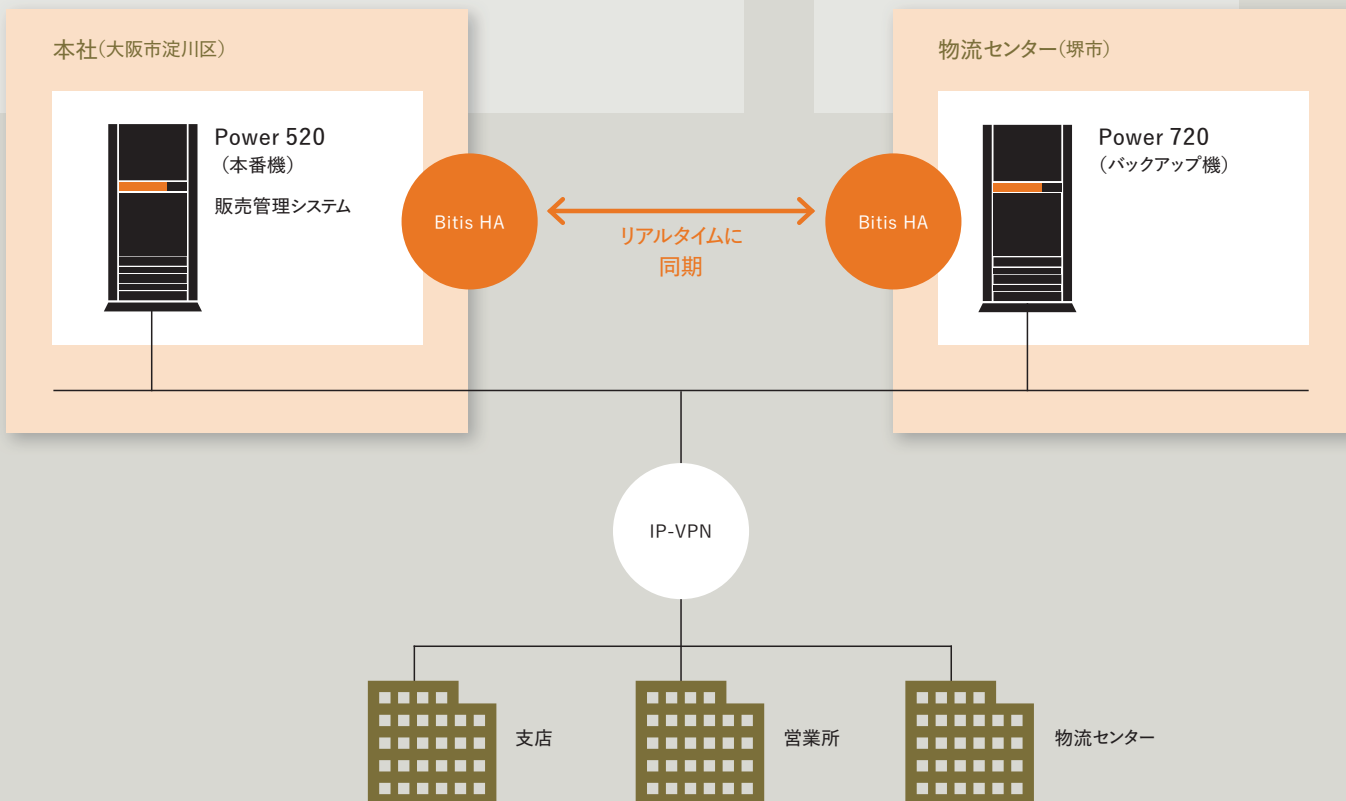 本社(大阪市淀川区)
Power 520
(本番機)
販売管理システム
Bitis HA
リアルタイムに
同期
Bitis HA
物流センター(堺市)
Power 720
(バックアップ機)
IP-VPN
支店
営業所
物流センター